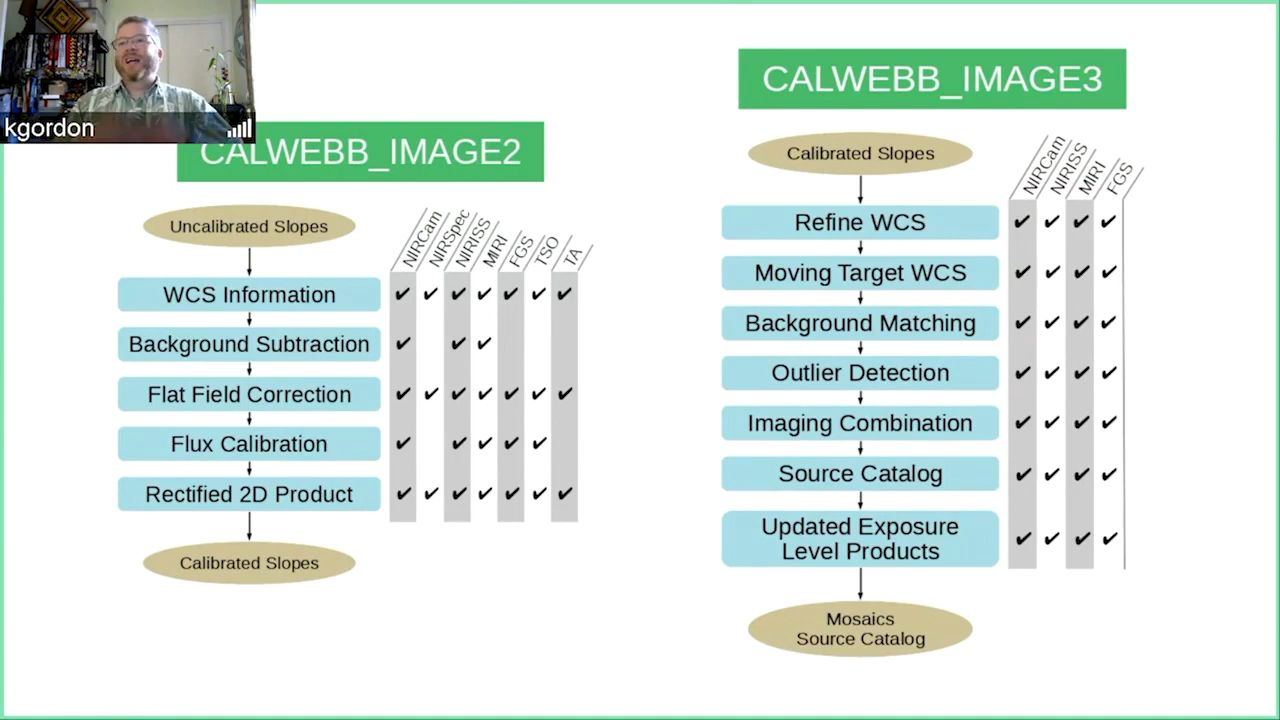 kgordon
CALWEBB_IMAGE2
Uncalibrated Slopes
NIRCam
NIRSpec
NIRISS
MIRI
FGS
TSO
TA
WCS Information ✔ ✔ ✔ ✔ ✔ ✔ ✔
Background Subtraction ✔ ✔ ✔
Flat Field Correction ✔ ✔ ✔ ✔ ✔ ✔ ✔
Flux Calibration ✔ ✔ ✔ ✔ ✔
Rectified 2D Product ✔ ✔ ✔ ✔ ✔ ✔ ✔
Calibrated Slopes
CALWEBB_IMAGE3
Calibrated Slopes
NIRCam
NIRISS
MIRI
FGS
Refine WCS ✔ ✔ ✔ ✔
Moving Target WCS ✔ ✔ ✔ ✔
Background Matching ✔ ✔ ✔ ✔
Outlier Detection ✔ ✔ ✔ ✔
Imaging Combination ✔ ✔ ✔ ✔
Source Catalog ✔ ✔ ✔ ✔
Updated Exposure
Level Products ✔ ✔ ✔ ✔
Mosaics
Source Catalog